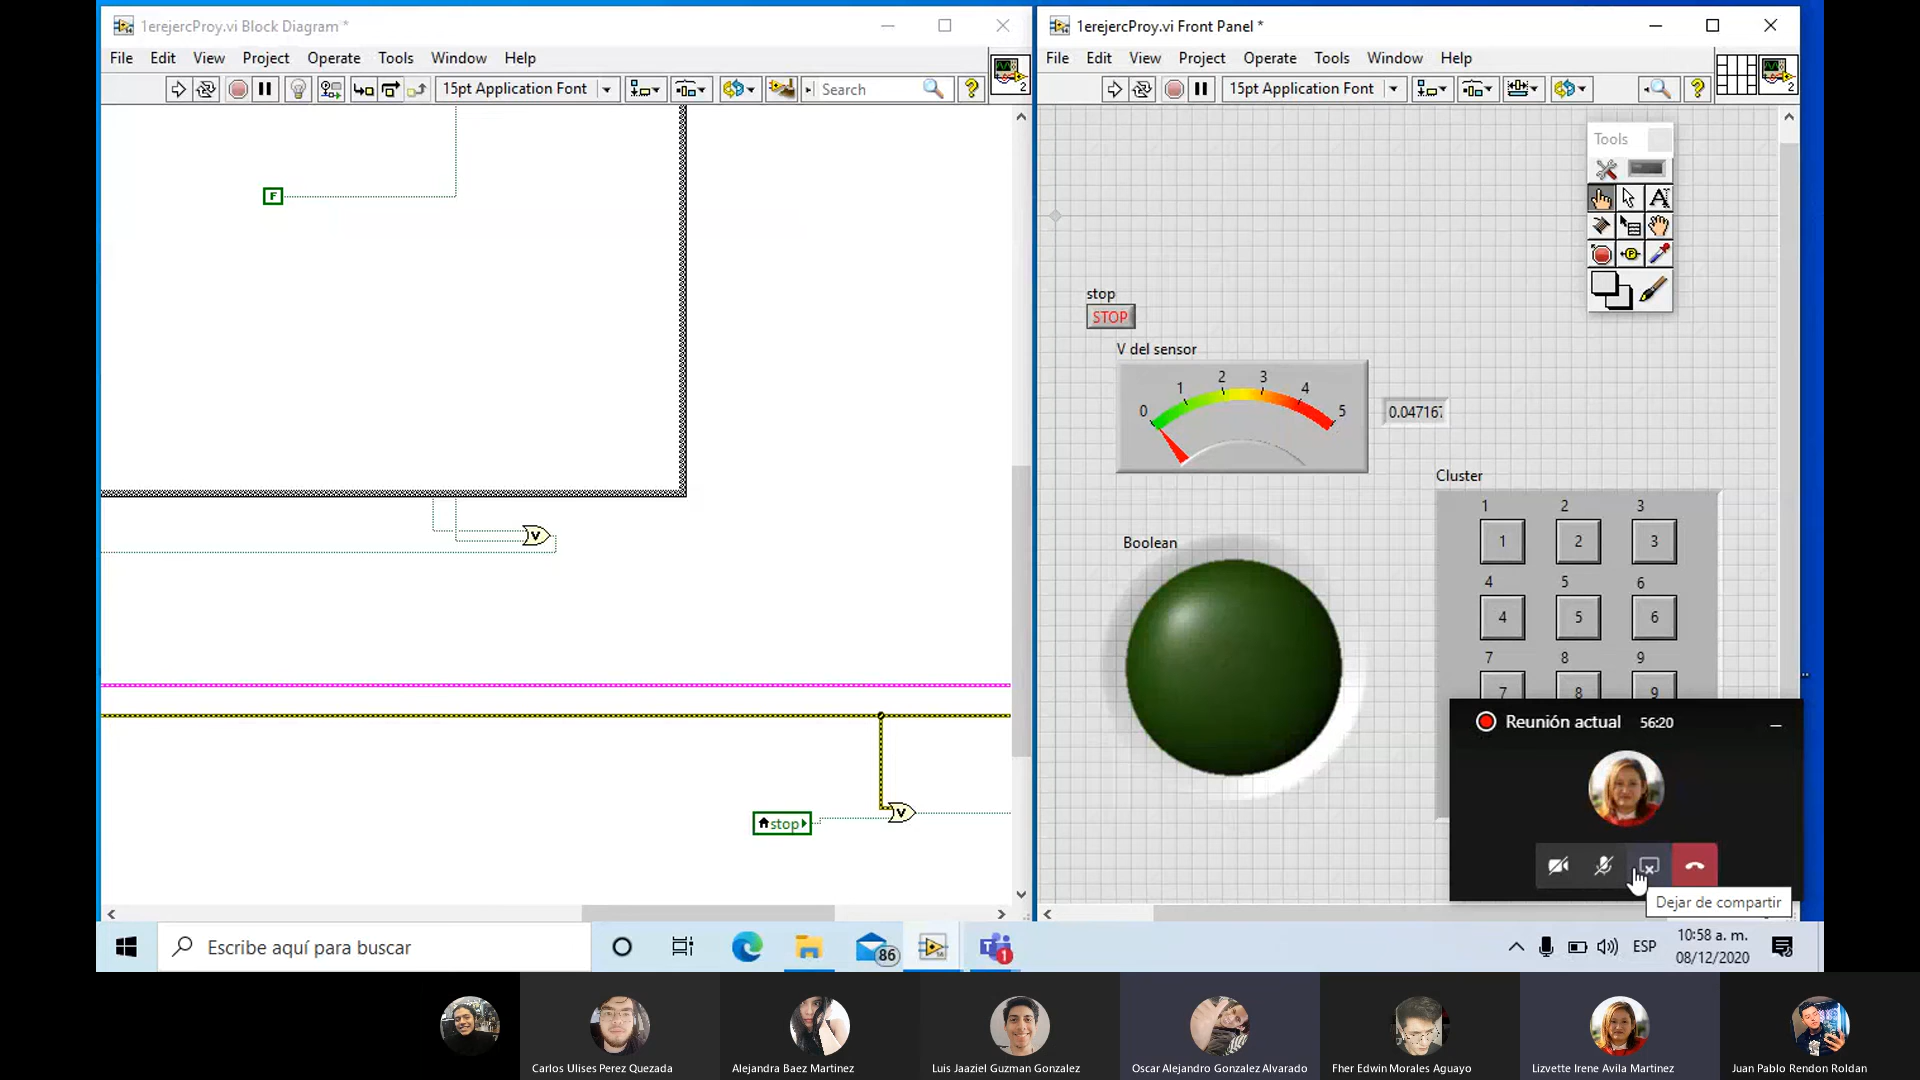 1erejercProy.vi Block Diagram *
File Edit View Project Operate Tools Window Help
15pt Application Font
Search
2
F
V
V
stop
1erejercProy.vi Front Panel *
File Edit View Project Operate Tools Window Help
15pt Application Font
2
Tools
stop
STOP
V del sensor
0 1 2 3 4 5
0.047167
Boolean
Cluster
1 2 3
1 2 3
4 5 6
4 5 6
7 8 9
7 8 9
Reunión actual 56:20
Dejar de compartir
Escribe aquí para buscar
86
1
ESP
10:58 a. m.
08/12/2020
Carlos Ulises Perez Quezada
Alejandra Baez Martinez
Luis Jaaziel Guzman Gonzalez
Oscar Alejandro Gonzalez Alvarado
Fher Edwin Morales Aguayo
Lizvette Irene Avila Martinez
Juan Pablo Rendon Roldan